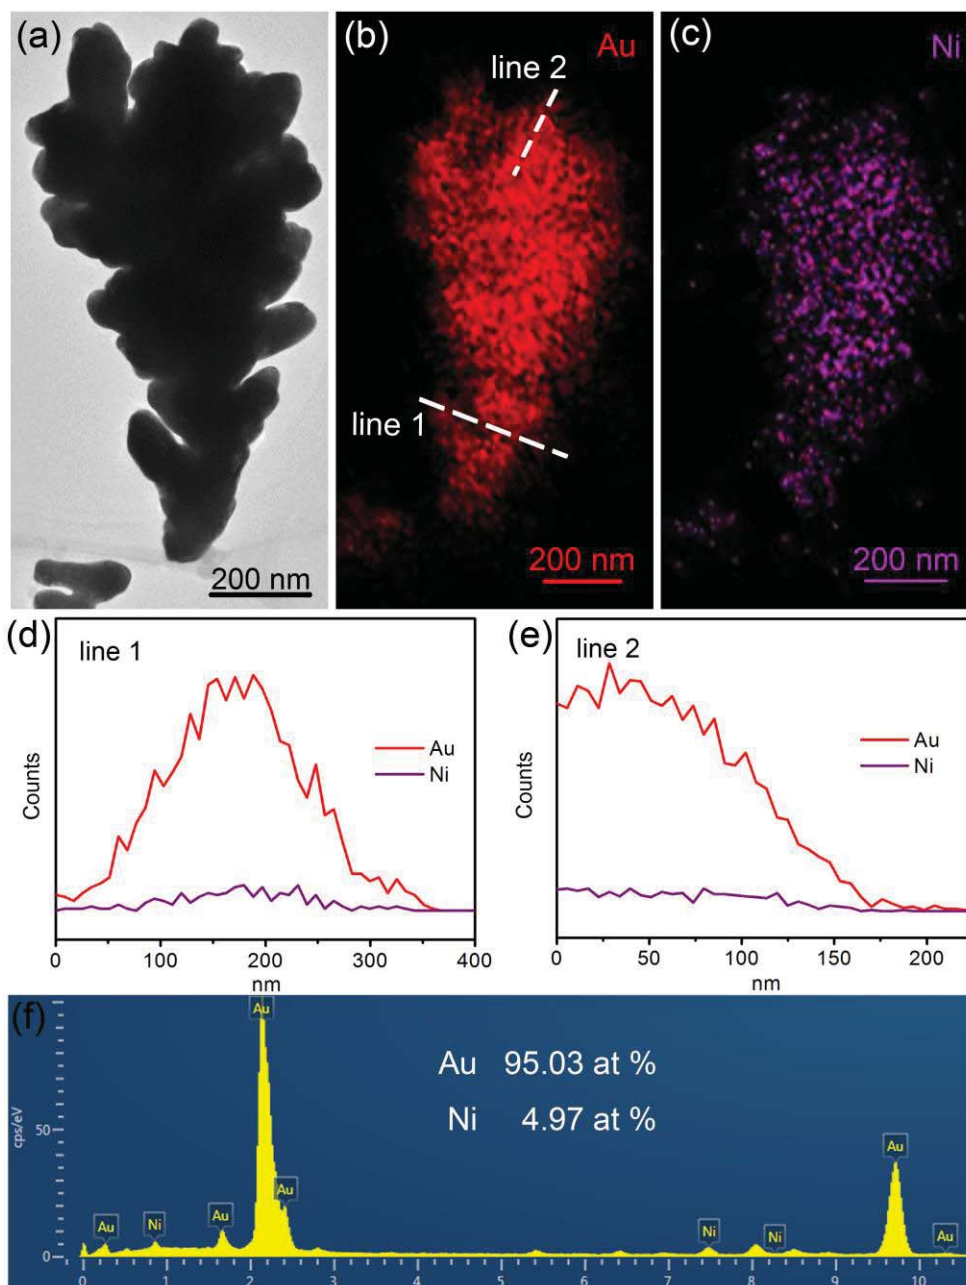 (a)
200 nm
(b)
Au
line 2
line 1
200 nm
(c)
Ni
200 nm
(d)
line 1
Au
Ni
Counts
0 100 200 300 400
nm
(e)
line 2
Au
Ni
Counts
0 50 100 150 200
nm
(f)
cps/eV
50
0
Au 95.03 at %
Ni 4.97 at %
Au
Ni
Au
Au
Au
Ni
Ni
Au
Au
0 1 2 3 4 5 6 7 8 9 10